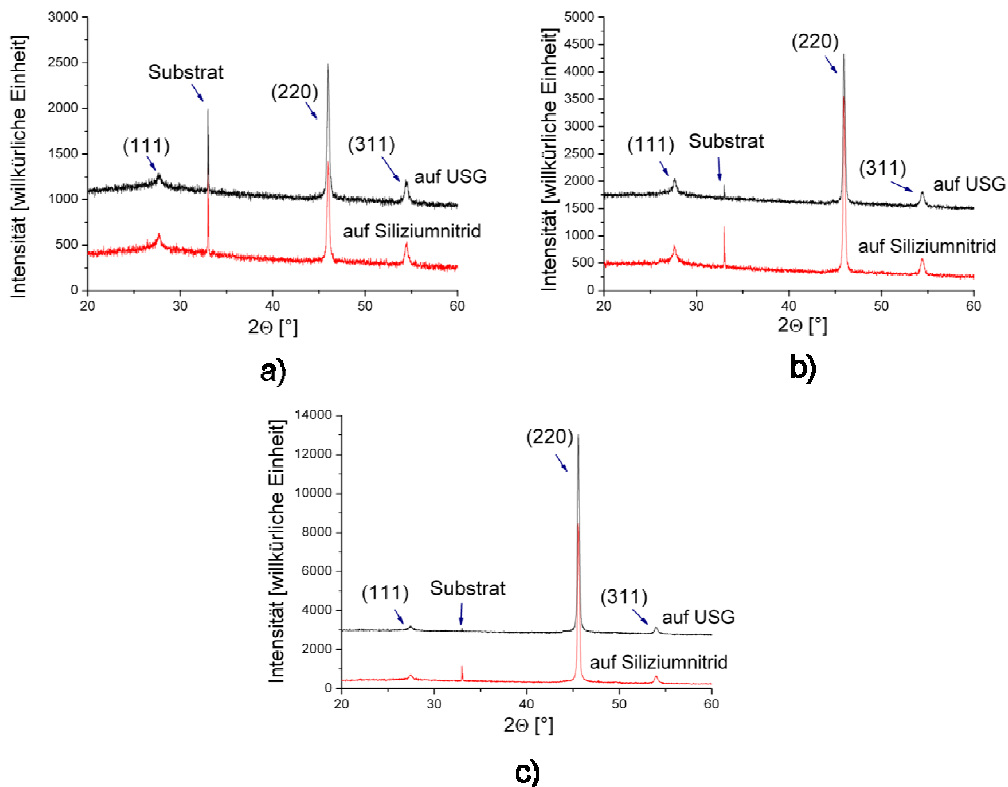 3000
2500
2000
1500
1000
500
0
Intensität [willkürliche Einheit]
Substrat
(111)
(220)
(311)
auf USG
auf Siliziumnitrid
20 30 40 50 60
2Θ [°]
a)
5000
4500
4000
3500
3000
2500
2000
1500
1000
500
0
Intensität [willkürliche Einheit]
(220)
(111)
Substrat
(311)
auf USG
auf Siliziumnitrid
20 30 40 50 60
2Θ [°]
b)
14000
12000
10000
8000
6000
4000
2000
0
Intensität [willkürliche Einheit]
(220)
(111)
Substrat
(311)
auf USG
auf Siliziumnitrid
20 30 40 50 60
2Θ [°]
c)